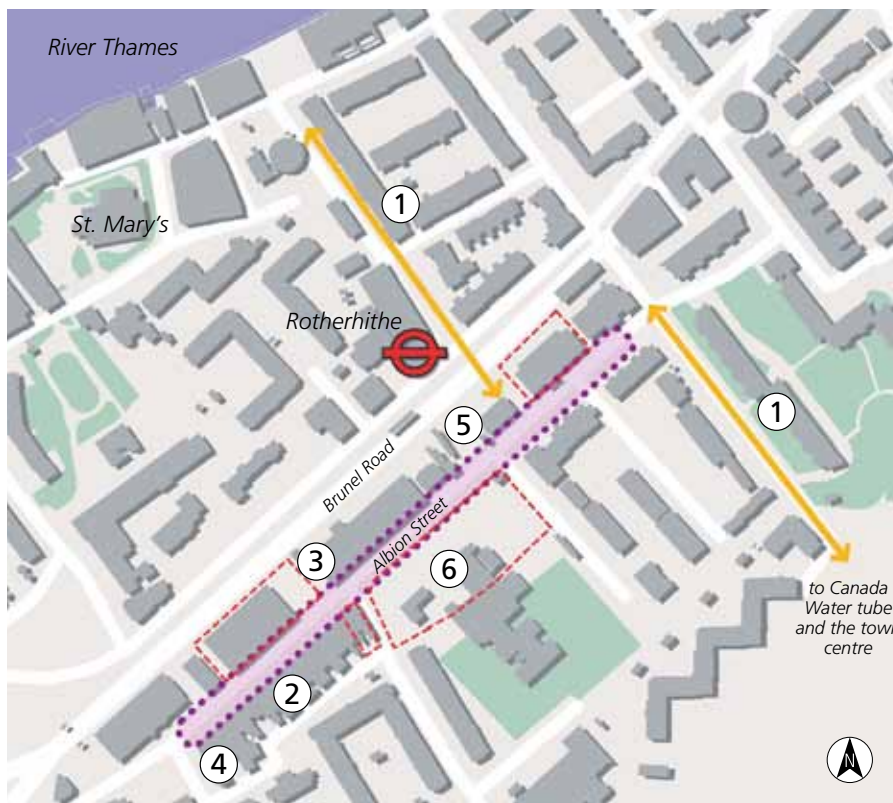 River Thames
St. Mary's
1
Rotherhithe
1
5
Brunel Road
Albion Street
3
6
to Canada
Water tube
and the town
centre
2
4
N